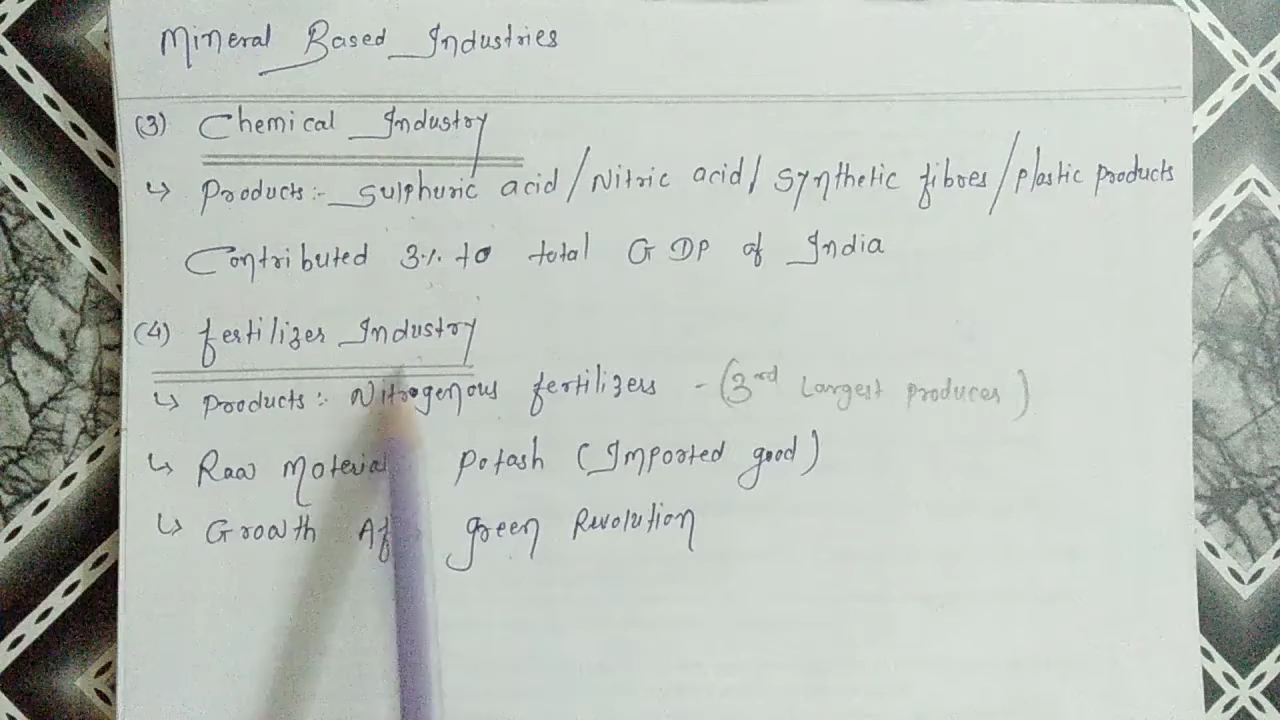 Mineral Based Industries
(3) Chemical Industry
↳ Products:- Sulphuric acid/Nitric acid/Synthetic fibres/Plastic products
Contributed 3% to total GDP of India
(4) fertilizer Industry
↳ Products:- Nitrogenous fertilizers - (3rd Largest producer)
↳ Raw Material Potash (Imported good)
↳ Growth Af green Revolution